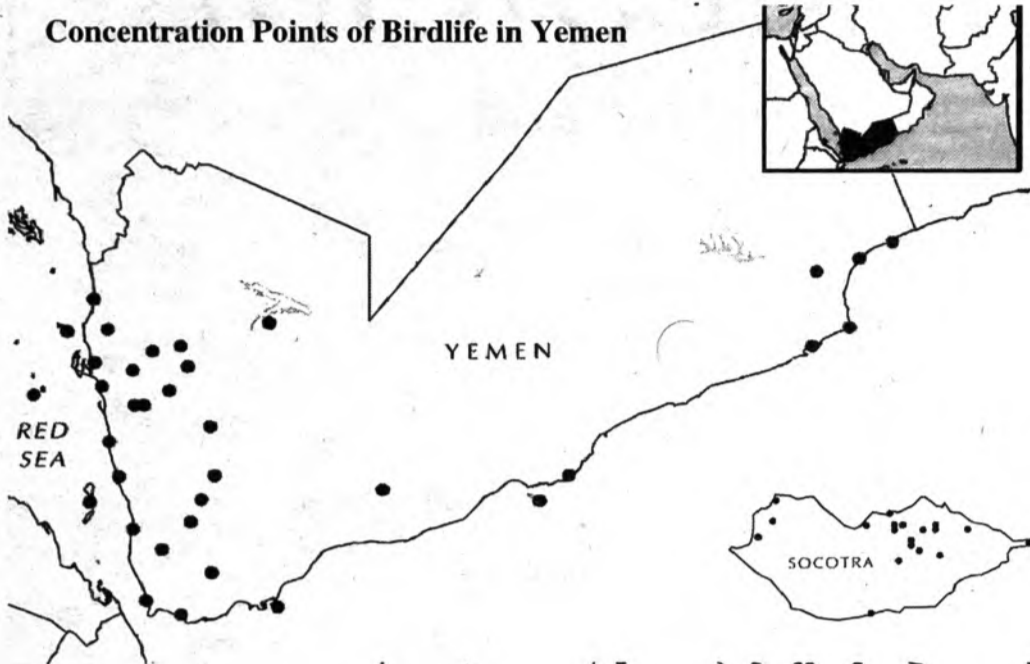 Concentration Points of Birdlife in Yemen
YEMEN
RED
SEA
SOCOTRA